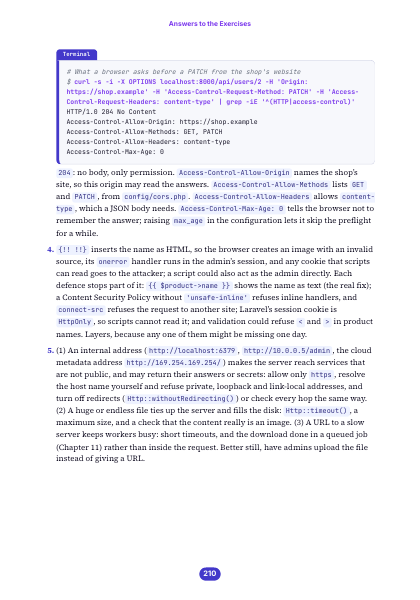 Answers to the Exercises
Terminal
# What a browser asks before a PATCH from the shop's website
$ curl -s -i -X OPTIONS localhost:8000/api/users/2 -H 'Origin:
https://shop.example' -H 'Access-Control-Request-Method: PATCH' -H 'Access-
Control-Request-Headers: content-type' | grep -iE '^(HTTP|access-control)'
HTTP/1.0 204 No Content
Access-Control-Allow-Origin: https://shop.example
Access-Control-Allow-Methods: GET, PATCH
Access-Control-Allow-Headers: content-type
Access-Control-Max-Age: 0
204: no body, only permission. Access-Control-Allow-Origin names the shop's
site, so this origin may read the answers. Access-Control-Allow-Methods lists GET
and PATCH, from config/cors.php. Access-Control-Allow-Headers allows content-
type, which a JSON body needs. Access-Control-Max-Age: 0 tells the browser not to
remember the answer; raising max_age in the configuration lets it skip the preflight
for a while.
4. {!! !!} inserts the name as HTML, so the browser creates an image with an invalid
source, its onerror handler runs in the admin's session, and any cookie that scripts
can read goes to the attacker; a script could also act as the admin directly. Each
defence stops part of it: {{ $product->name }} shows the name as text (the real fix);
a Content Security Policy without 'unsafe-inline' refuses inline handlers, and
connect-src refuses the request to another site; Laravel's session cookie is
HttpOnly, so scripts cannot read it; and validation could refuse < and > in product
names. Layers, because any one of them might be missing one day.
5. (1) An internal address (http://localhost:6379, http://10.0.0.5/admin, the cloud
metadata address http://169.254.169.254/) makes the server reach services that
are not public, and may return their answers or secrets: allow only https, resolve
the host name yourself and refuse private, loopback and link-local addresses, and
turn off redirects (Http::withoutRedirecting()) or check every hop the same way.
(2) A huge or endless file ties up the server and fills the disk: Http::timeout(), a
maximum size, and a check that the content really is an image. (3) A URL to a slow
server keeps workers busy: short timeouts, and the download done in a queued job
(Chapter 11) rather than inside the request. Better still, have admins upload the file
instead of giving a URL.
210